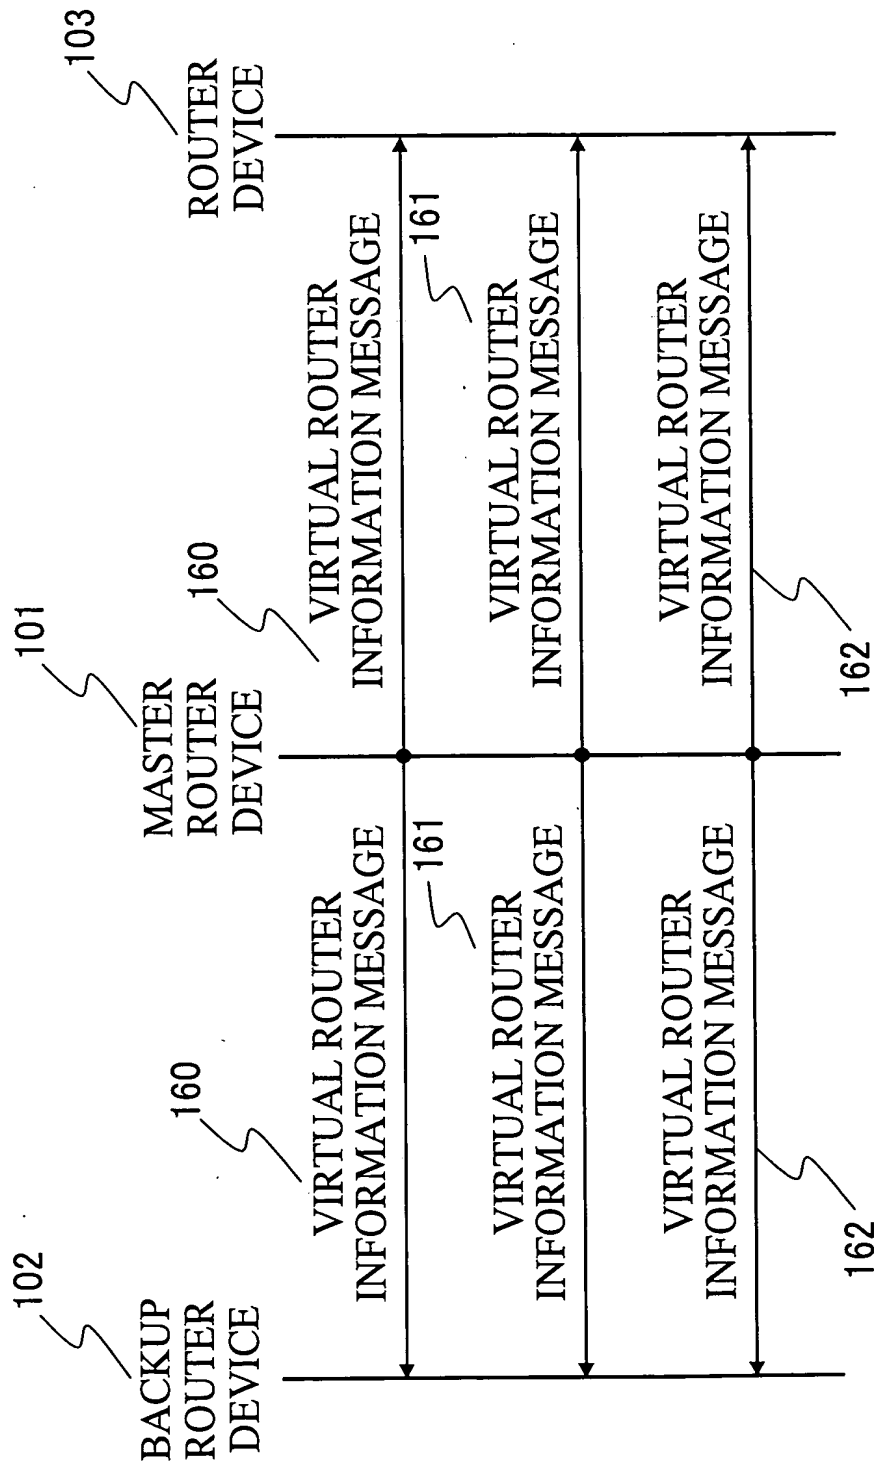 102
BACKUP
ROUTER
DEVICE
101
MASTER
ROUTER
DEVICE
103
ROUTER
DEVICE
160
VIRTUAL ROUTER
INFORMATION MESSAGE
160
VIRTUAL ROUTER
INFORMATION MESSAGE
161
VIRTUAL ROUTER
INFORMATION MESSAGE
161
VIRTUAL ROUTER
INFORMATION MESSAGE
VIRTUAL ROUTER
INFORMATION MESSAGE
162
VIRTUAL ROUTER
INFORMATION MESSAGE
162